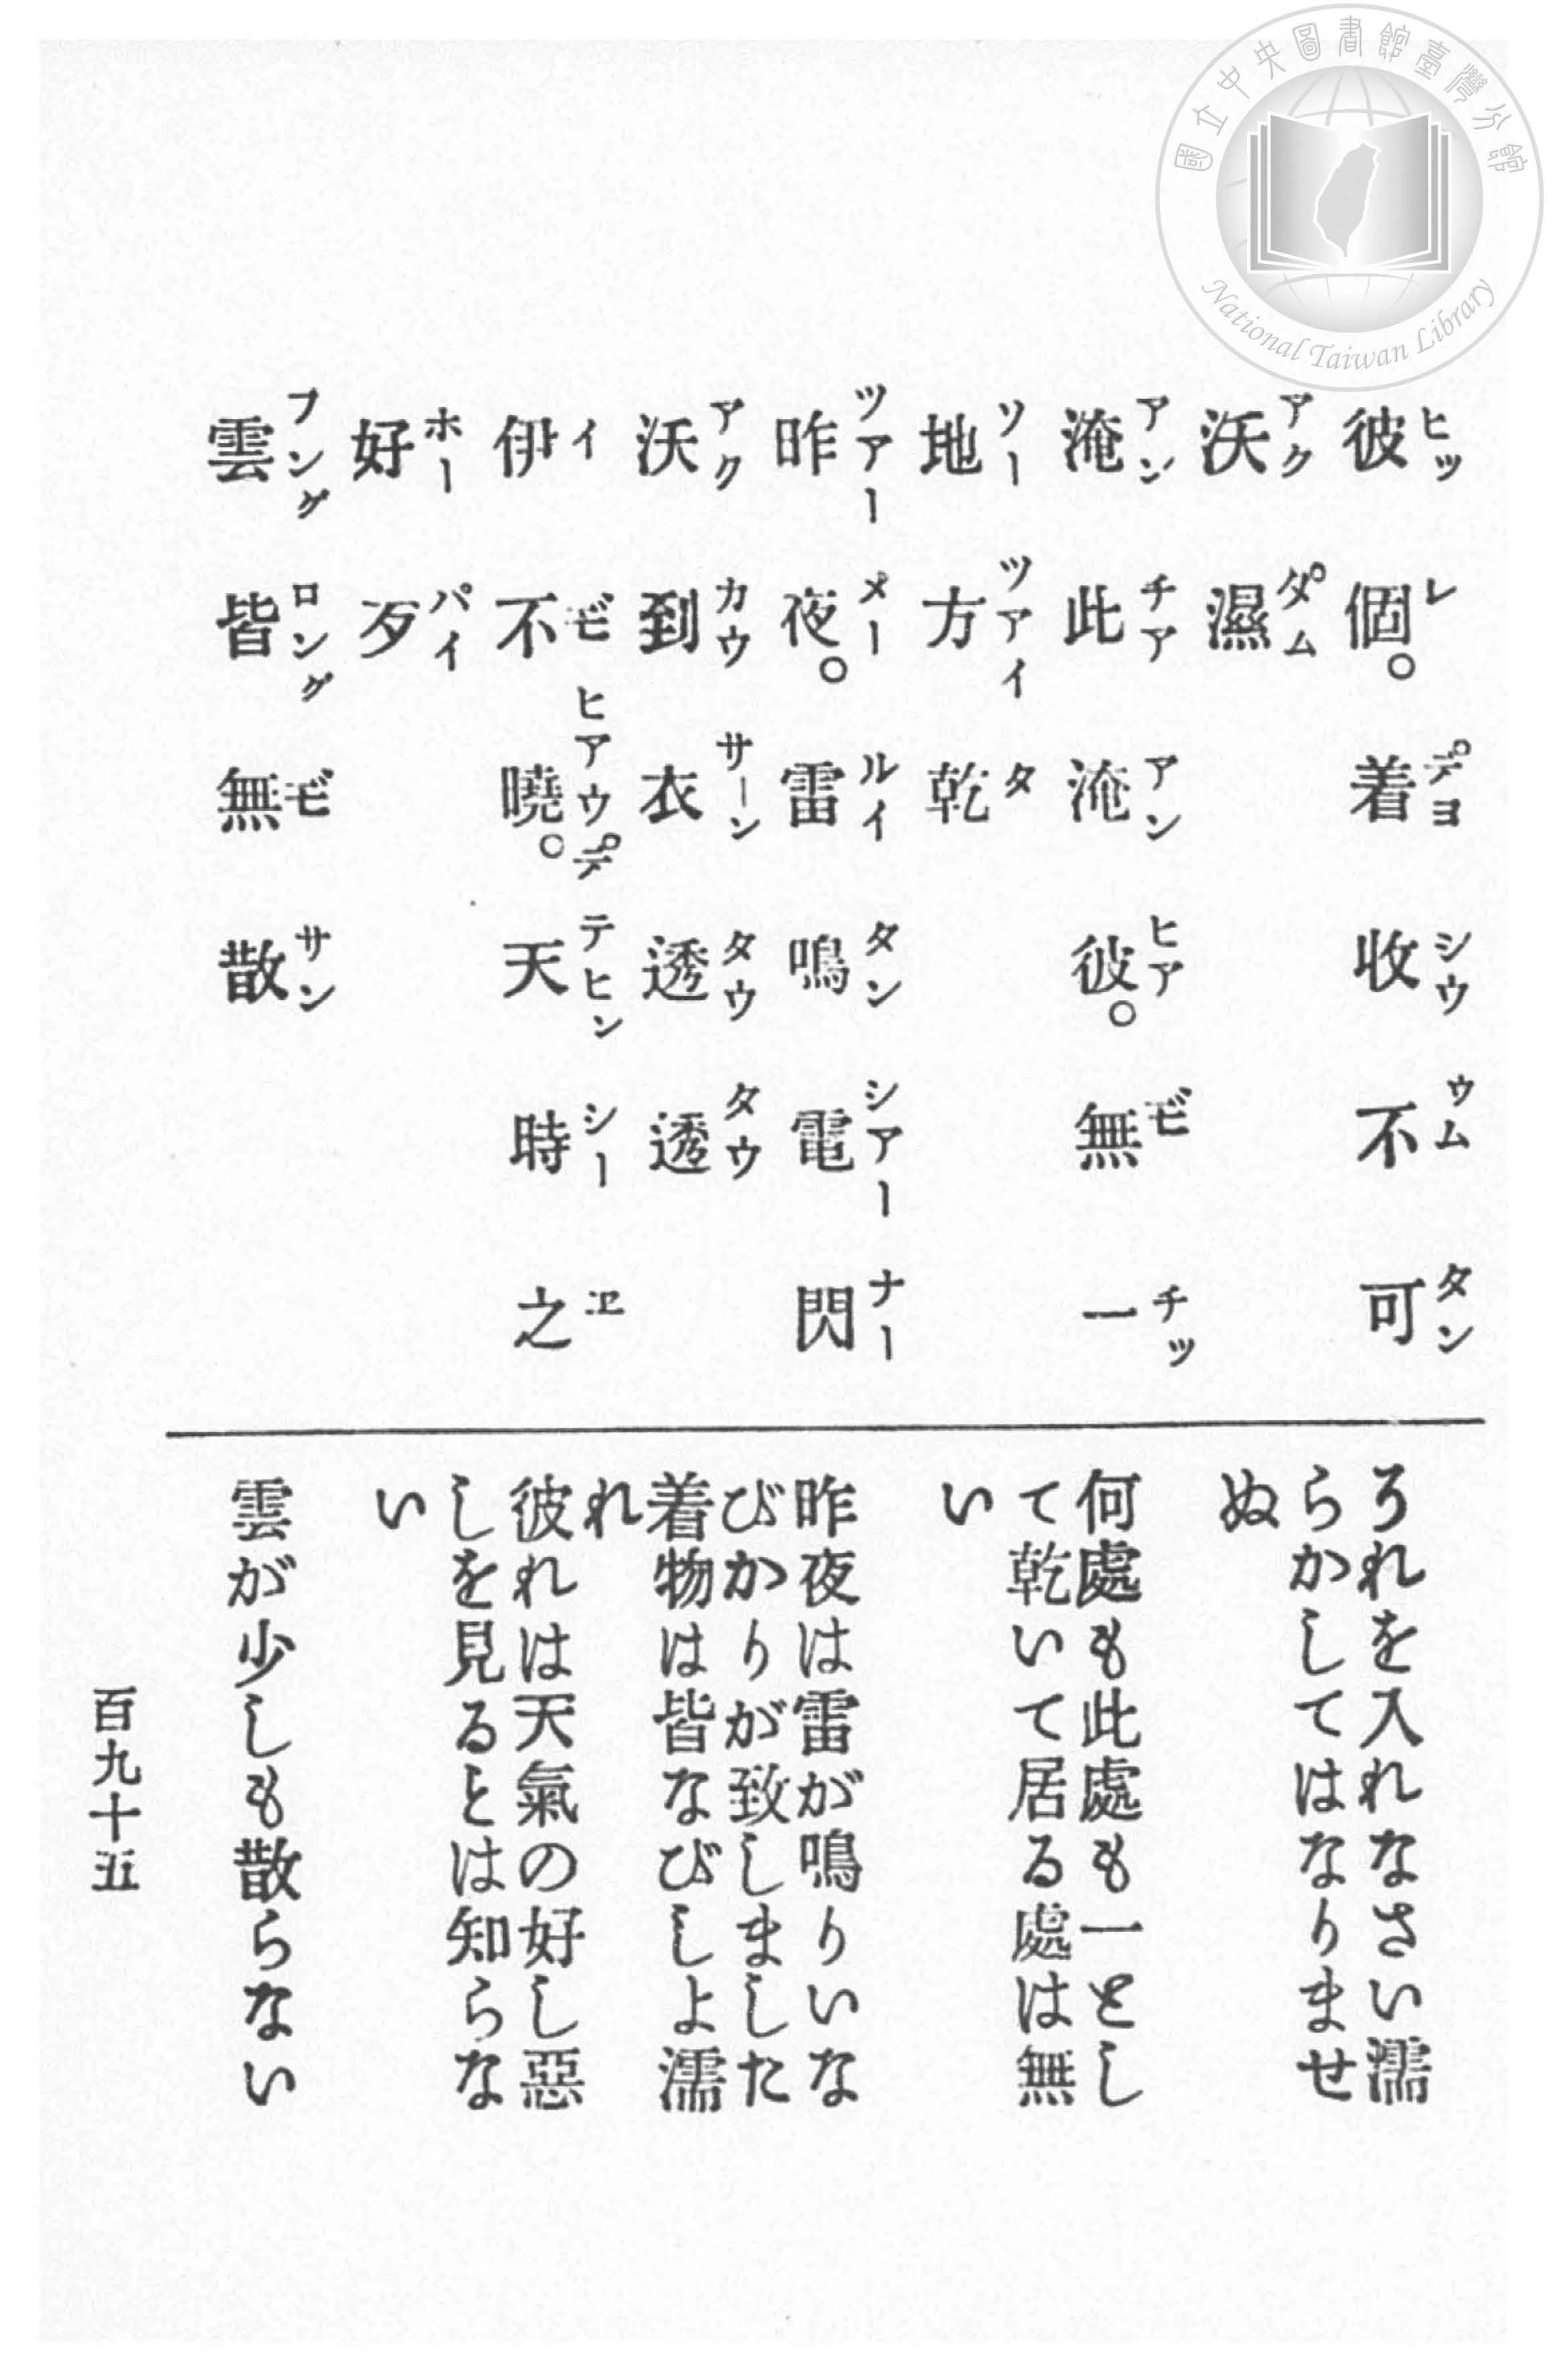 國立中央圖書館臺灣分館
National Taiwan Library
ヒッ レ デ゚ヨ シウ ウム タン
彼個。着收不可
アク タ゚ム
沃濕
アン チア アン ヒア ビモ チッ
淹此淹彼。無一
ソー ツアイ タ
地方乾
ツアー メー ルイ タン シアー ナー
昨夜。雷鳴電閃
アク カウ サーン タウ タウ
沃到衣透透
イ ヒアウデ゚ テヒン シー ヱ
伊不曉。天時之
ホー パイ
好歹
フング ロング サン
雲皆無散
ろれを入れなさい濡
らかしてはなりませ
ぬ
何處も此處も一とし
て乾いて居る處は無
い
昨夜は雷が鳴りいな
びかりが致しました
着物は皆なびしよ濡
れ
彼れは天氣の好し惡
しを見るとは知らな
い
雲が少しも散らない
百九十五